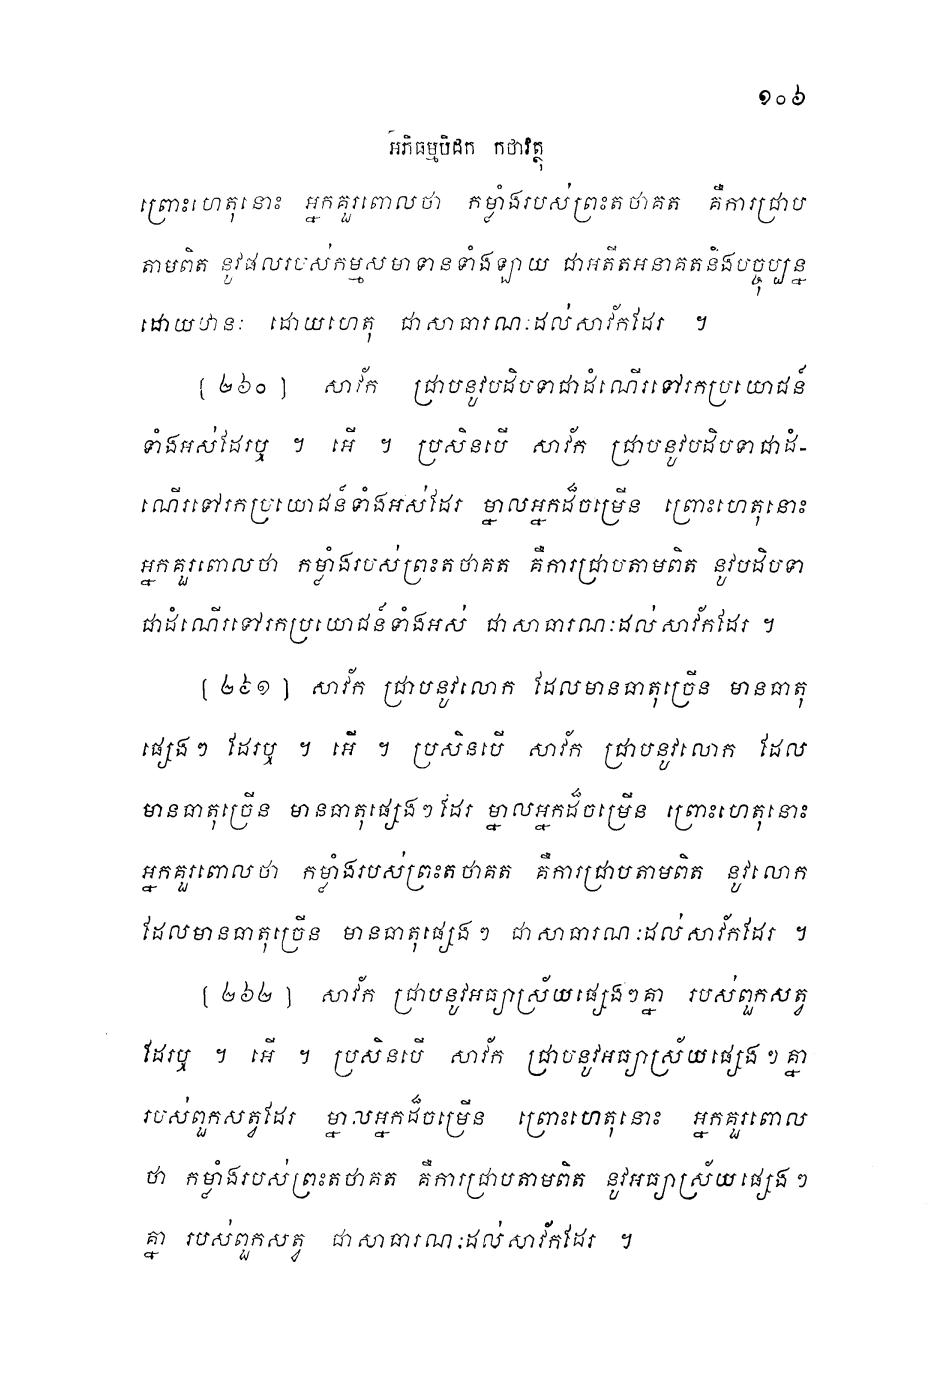 ១០៦
អភិធម្មបិដក កថាវត្ថុ
ព្រោះហេតុនោះ អ្នកគួរពោលថា កម្លាំងរបស់ព្រះតថាគត គឺការជ្រាប
តាមពិត នូវផលរបស់កម្មសមាទានទាំងឡាយ ជាអតីតអនាគតនិងបច្ចុប្បន្ន
ដោយឋានៈ ដោយហេតុ ជាសាធារណៈដល់សាវ័កដែរ ។
[ ២៦០ ] សាវ័ក ជ្រាបនូវបដិបទាជាដំណើរទៅរកប្រយោជន៍
ទាំងអស់ដែរឬ ។ អើ ។ ប្រសិនបើ សាវ័ក ជ្រាបនូវបដិបទាជាដំ-
ណើរទៅរកប្រយោជន៍ទាំងអស់ដែរ ម្នាលអ្នកដ៏ចម្រើន ព្រោះហេតុនោះ
អ្នកគួរពោលថា កម្លាំងរបស់ព្រះតថាគត គឺការជ្រាបតាមពិត នូវបដិបទា
ជាដំណើរទៅរកប្រយោជន៍ទាំងអស់ ជាសាធារណៈដល់សាវ័កដែរ ។
[ ២៩១ ] សាវ័ក ជ្រាបនូវលោក ដែលមានធាតុច្រើន មានធាតុ
ផ្សេងៗ ដែរឬ ។ អើ ។ ប្រសិនបើ សាវ័ក ជ្រាបនូវលោក ដែល
មានធាតុច្រើន មានធាតុផ្សេងៗដែរ ម្នាលអ្នកដ៏ចម្រើន ព្រោះហេតុនោះ
អ្នកគួរពោលថា កម្លាំងរបស់ព្រះតថាគត គឺការជ្រាបតាមពិត នូវលោក
ដែលមានធាតុច្រើន មានធាតុផ្សេងៗ ជាសាធារណៈដល់សាវ័កដែរ ។
[ ២៦២ ] សាវ័ក ជ្រាបនូវអធ្យាស្រ័យផ្សេងៗគ្នា របស់ពួកសត្វ
ដែរឬ ។ អើ ។ ប្រសិនបើ សាវ័ក ជ្រាបនូវអធ្យាស្រ័យផ្សេងៗគ្នា
របស់ពួកសត្វដែរ ម្នាលអ្នកដ៏ចម្រើន ព្រោះហេតុនោះ អ្នកគួរពោល
ថា កម្លាំងរបស់ព្រះតថាគត គឺការជ្រាបតាមពិត នូវអធ្យាស្រ័យផ្សេងៗ
គ្នា របស់ពួកសត្វ ជាសាធារណៈដល់សាវ័កដែរ ។